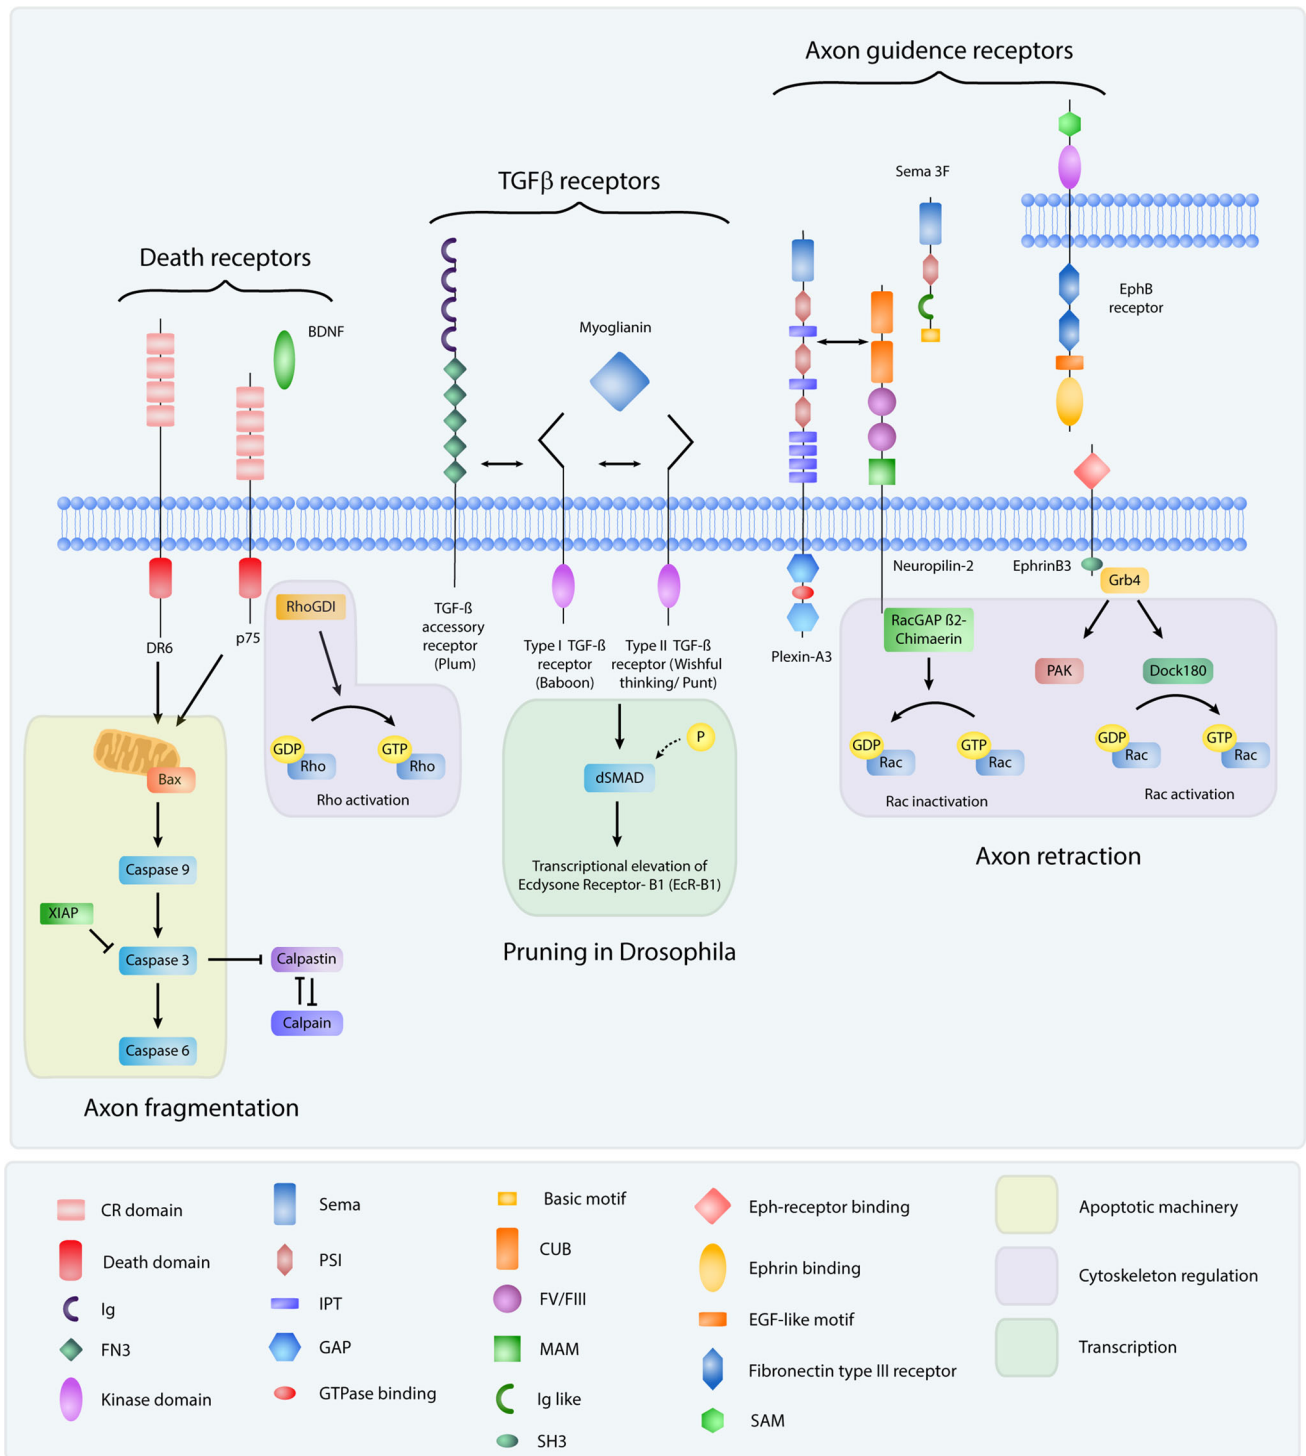 Axon guidance receptors
TGFβ receptors
Death receptors
Sema 3F
EphB
receptor
BDNF
Myoglianin
Neuropilin-2
EphrinB3
Grb4
RhoGDI
TGF-ß
accessory
receptor
(Plum)
Type I TGF-ß
receptor
(Baboon)
Type II TGF-ß
receptor (Wishful
thinking/ Punt)
Plexin-A3
RacGAP ß2-
Chimaerin
DR6
p75
PAK
Dock180
GDP
Rho
GTP
Rho
Rho activation
P
dSMAD
GDP
Rac
GTP
Rac
Rac inactivation
GDP
Rac
GTP
Rac
Rac activation
Bax
Axon retraction
Caspase 9
Transcriptional elevation of
Ecdysone Receptor- B1 (EcR-B1)
XIAP
Caspase 3
Calpastin
Pruning in Drosophila
Calpain
Caspase 6
Axon fragmentation
CR domain
Death domain
Ig
FN3
Kinase domain
Sema
PSI
IPT
GAP
GTPase binding
Basic motif
CUB
FV/FIII
MAM
Ig like
SH3
Eph-receptor binding
Ephrin binding
EGF-like motif
Fibronectin type III receptor
SAM
Apoptotic machinery
Cytoskeleton regulation
Transcription